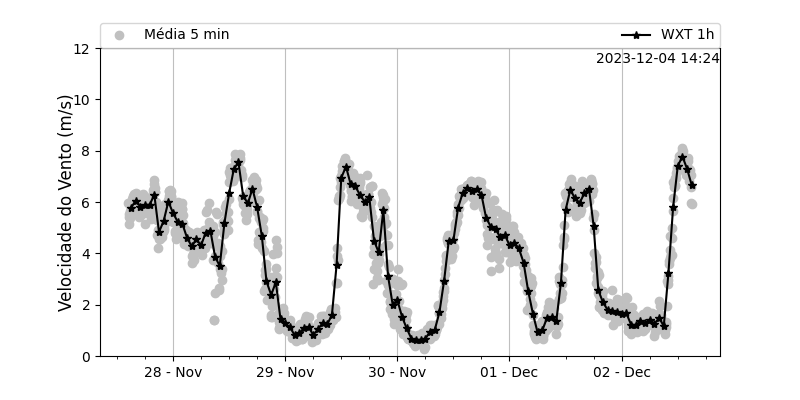 Média 5 min WXT 1h
2023-12-04 14:24
Velocidade do Vento (m/s)
12
10
8
6
4
2
0
28 - Nov 29 - Nov 30 - Nov 01 - Dec 02 - Dec